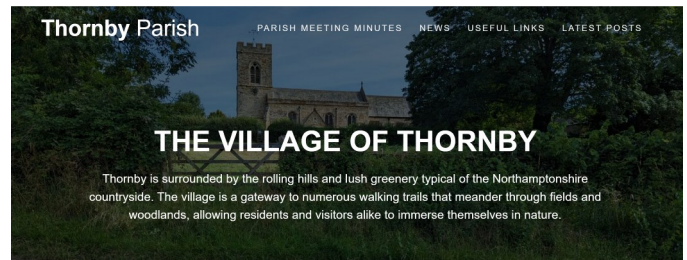 Thornby Parish
PARISH MEETING MINUTES NEWS USEFUL LINKS LATEST POSTS
THE VILLAGE OF THORNBY
Thornby is surrounded by the rolling hills and lush greenery typical of the Northamptonshire
countryside. The village is a gateway to numerous walking trails that meander through fields and
woodlands, allowing residents and visitors alike to immerse themselves in nature.